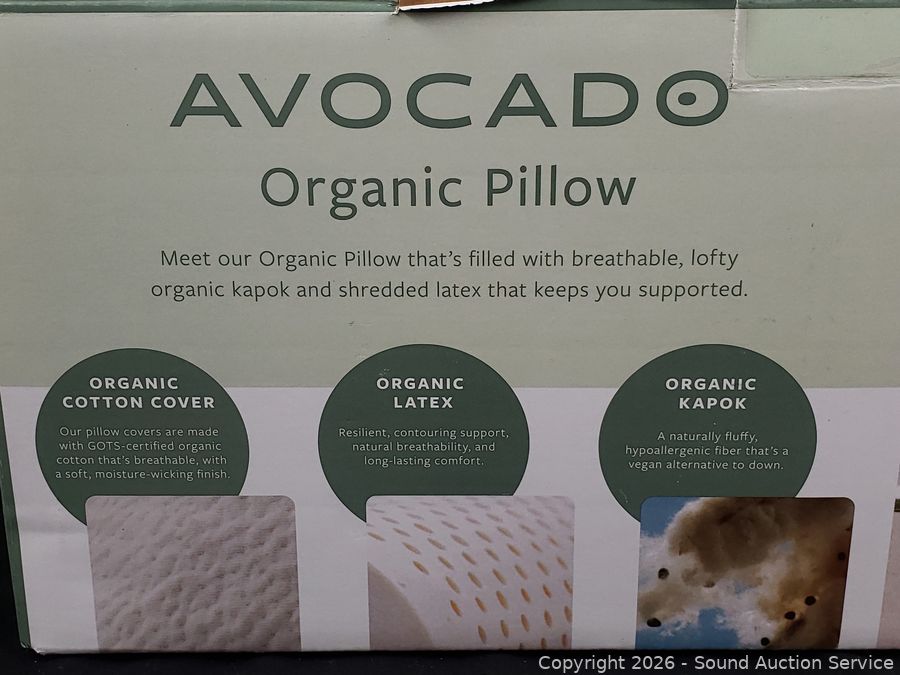 AVOCADO
Organic Pillow
Meet our Organic Pillow that's filled with breathable, lofty
organic kapok and shredded latex that keeps you supported.
ORGANIC
COTTON COVER
Our pillow covers are made
with GOTS-certified organic
cotton that's breathable, with
a soft, moisture-wicking finish.
ORGANIC
LATEX
Resilient, contouring support,
natural breathability, and
long-lasting comfort.
ORGANIC
KAPOK
A naturally fluffy,
hypoallergenic fiber that's a
vegan alternative to down.
Copyright 2026 - Sound Auction Service